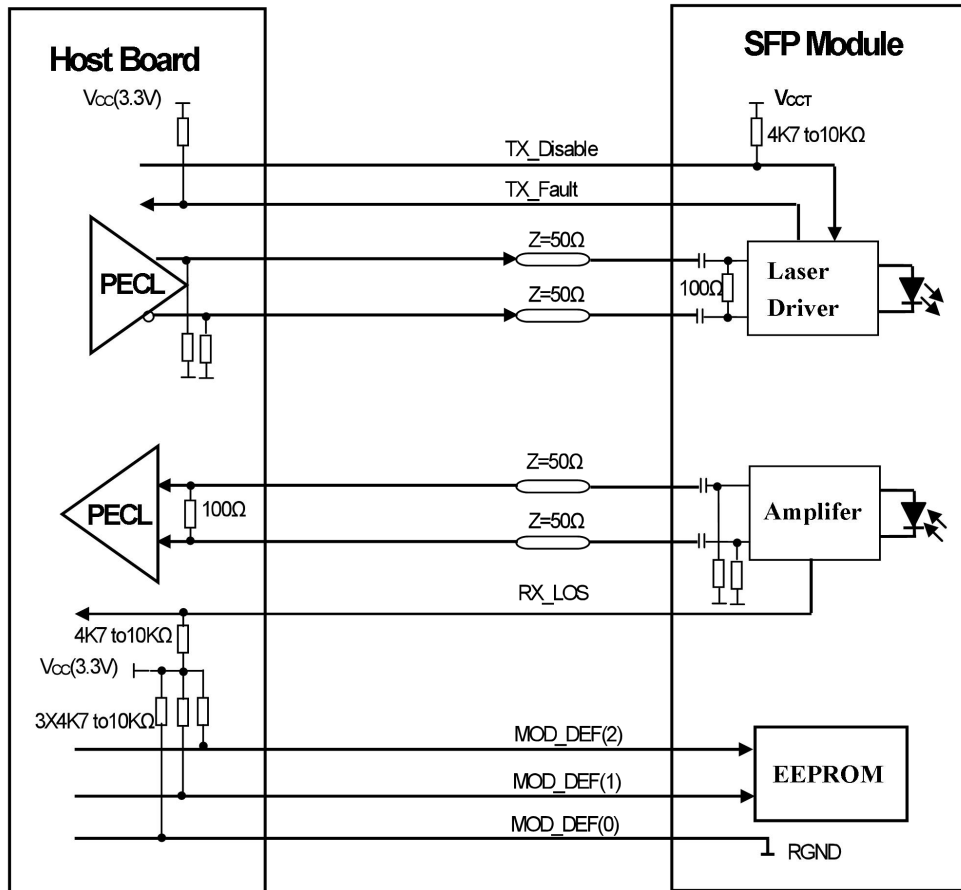 Host Board
SFP Module
VCC(3.3V)
VCCT
4K7 to10KΩ
TX_Disable
TX_Fault
Z=50Ω
PECL
100Ω
Laser
Driver
Z=50Ω
Z=50Ω
PECL
100Ω
Z=50Ω
Amplifer
RX_LOS
4K7 to10KΩ
VCC(3.3V)
3X4K7 to10KΩ
MOD_DEF(2)
EEPROM
MOD_DEF(1)
MOD_DEF(0)
RGND